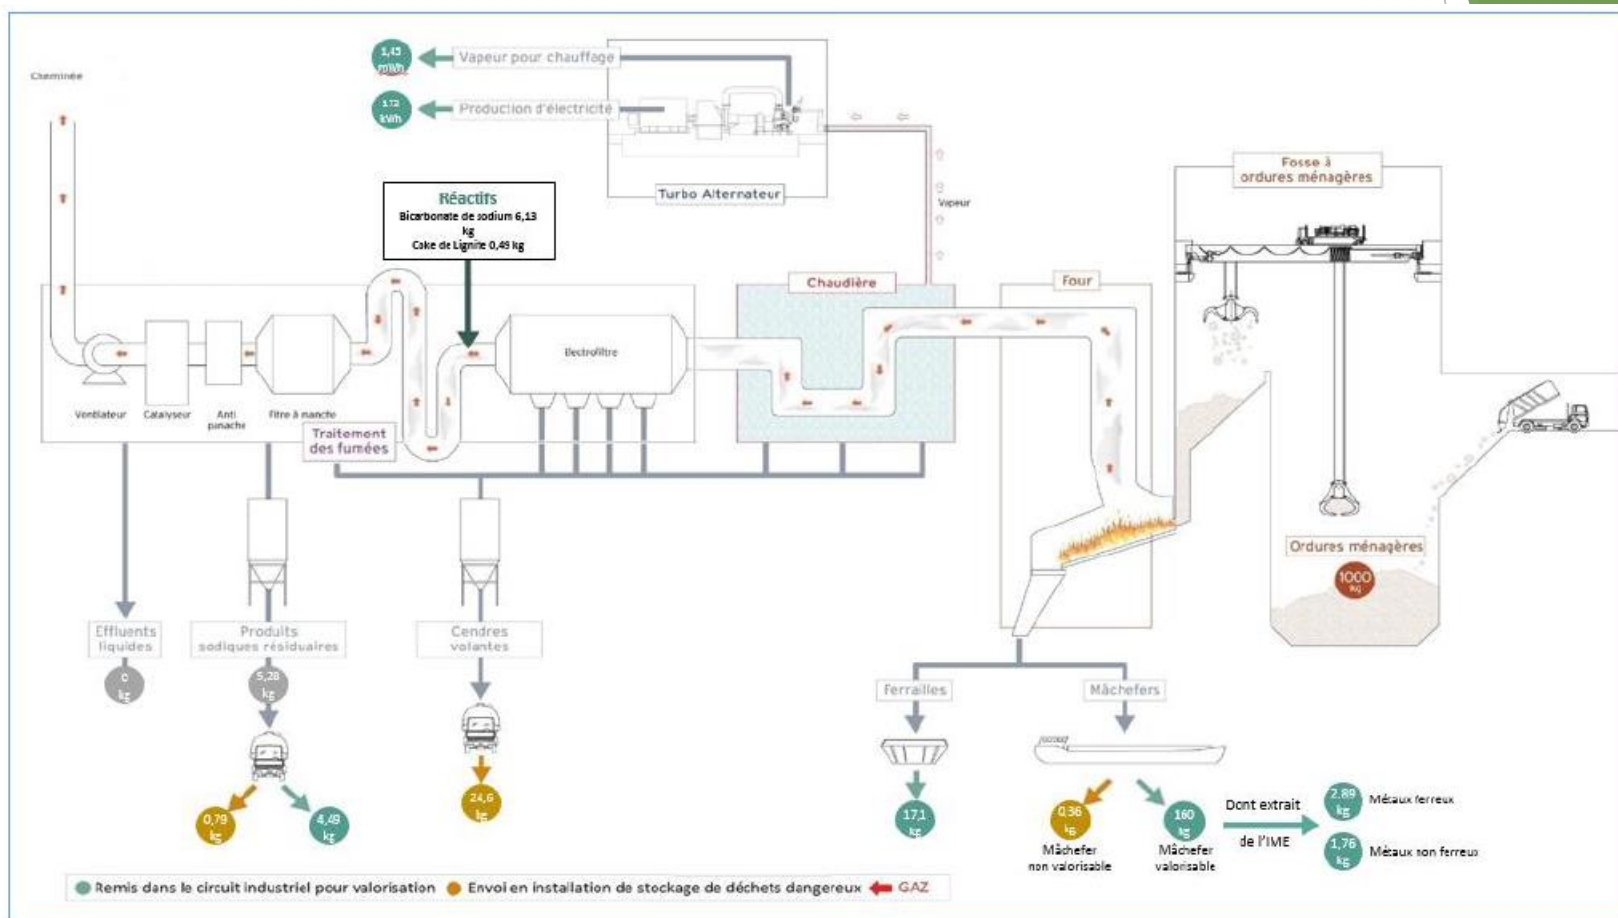 Cheminée
1,43
mWh
Vapeur pour chauffage
kWh
Production d'électricité
Turbo Alternateur
Vapeur
Fosse à
ordures ménagères
Réactifs
Bicarbonate de sodium 6,13
kg
Coke de Lignite 0,49 kg
Chaudière
Four
Electrofiltre
Ventilateur
Catalyseur
Anti
panache
Filtre à manche
Traitement
des fumées
Ordures ménagères
1000
kg
Effluents
liquides
0
kg
Produits
sodiques résiduaires
5,28
kg
Cendres
volantes
Ferrailles
Mâchefers
0,79
kg
4,49
kg
24,6
kg
17,1
kg
0,36
kg
Mâchefer
non valorisable
160
kg
Mâchefer
valorisable
Dont extrait
de l'IME
2,89
kg
Métaux ferreux
1,76
kg
Métaux non ferreux
Remis dans le circuit industriel pour valorisation
Envoi en installation de stockage de déchets dangereux
GAZ